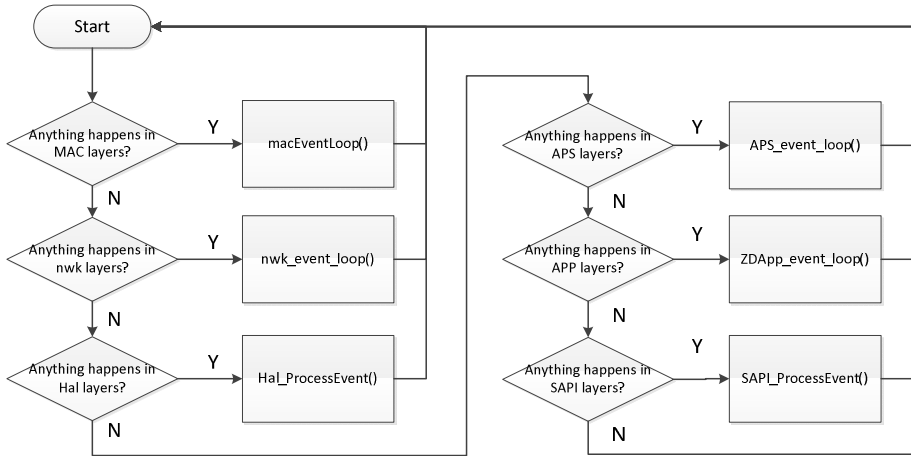 Start
Anything happens in
MAC layers?
Y
macEventLoop()
N
Anything happens in
nwk layers?
Y
nwk_event_loop()
N
Anything happens in
Hal layers?
Y
Hal_ProcessEvent()
N
Anything happens in
APS layers?
Y
APS_event_loop()
N
Anything happens in
APP layers?
Y
ZDApp_event_loop()
N
Anything happens in
SAPI layers?
Y
SAPI_ProcessEvent()
N